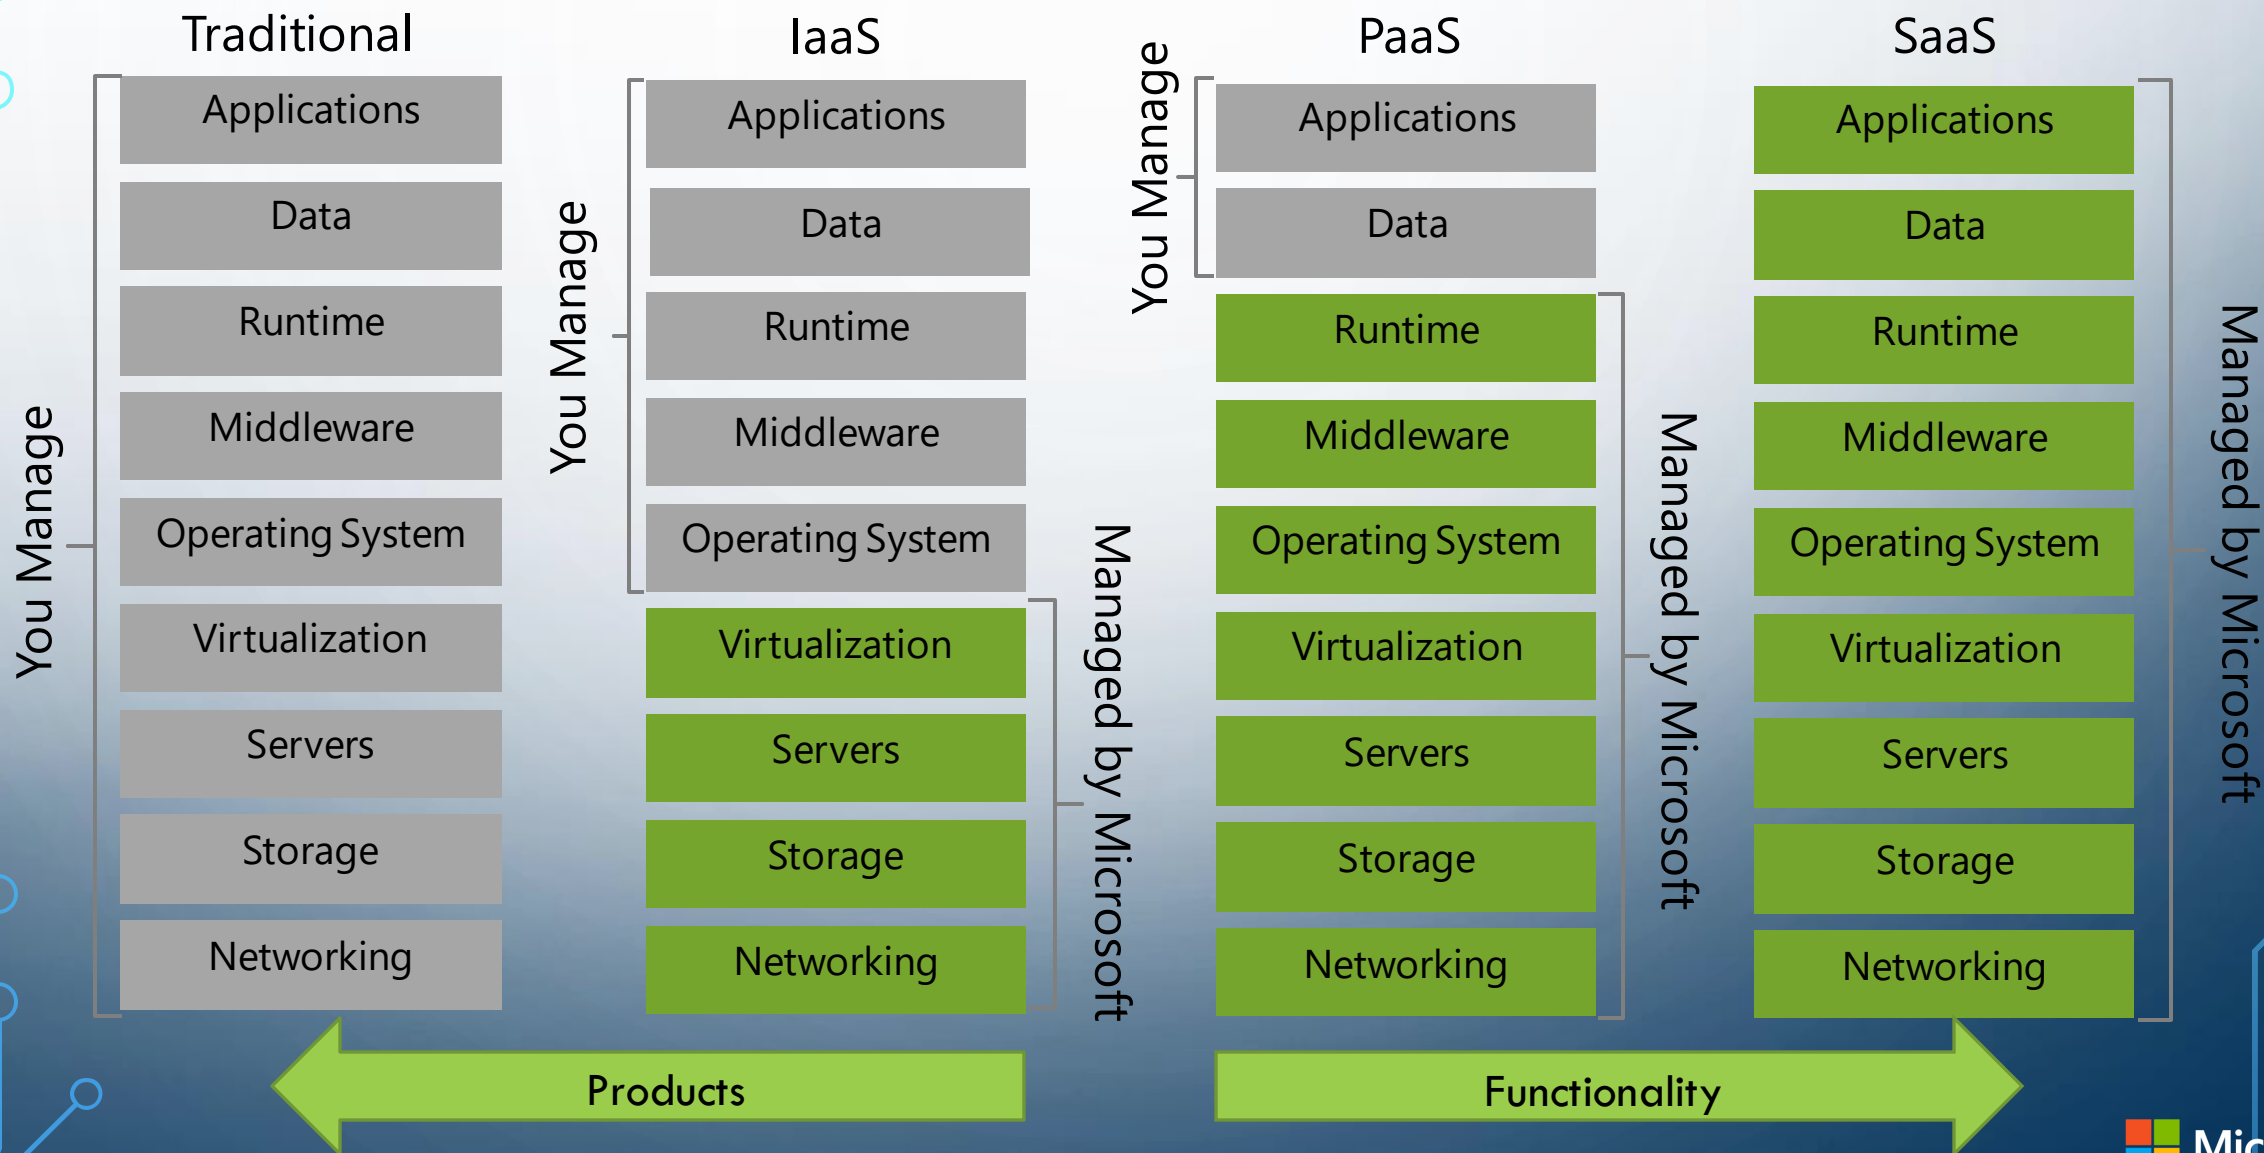 Traditional
You Manage
Applications
Data
Runtime
Middleware
Operating System
Virtualization
Servers
Storage
Networking
IaaS
You Manage
Applications
Data
Runtime
Middleware
Operating System
Virtualization
Servers
Storage
Networking
Managed by Microsoft
PaaS
You Manage
Applications
Data
Runtime
Middleware
Operating System
Virtualization
Servers
Storage
Networking
Managed by Microsoft
SaaS
Applications
Data
Runtime
Middleware
Operating System
Virtualization
Servers
Storage
Networking
Managed by Microsoft
Products
Functionality